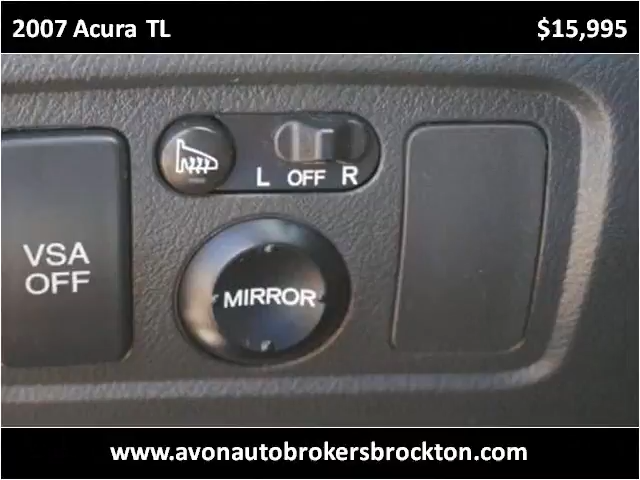 2007 Acura TL
$15,995
L OFF R
VSA
OFF
MIRROR
www.avonautobrokersbrockton.com